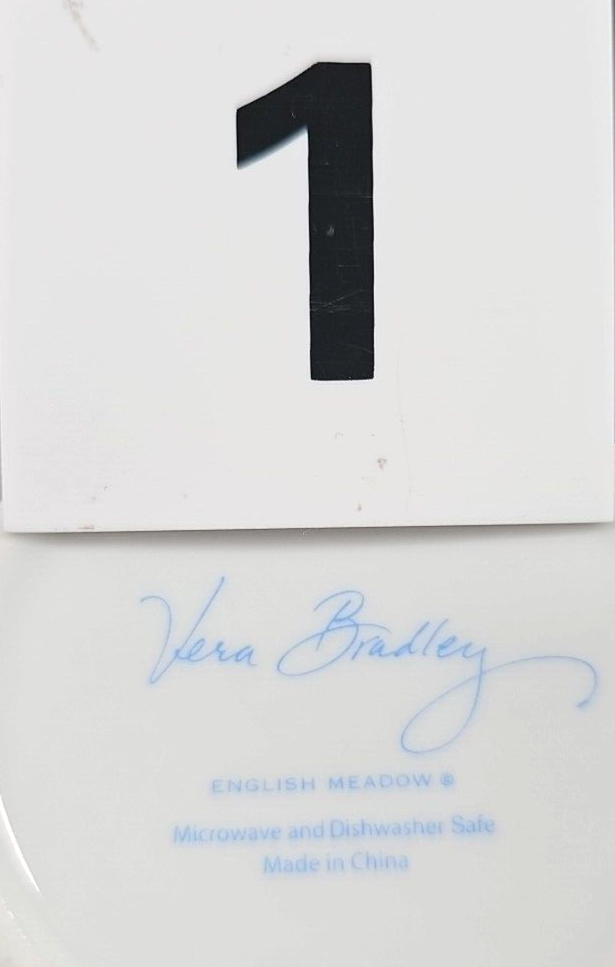 1
Vera Bradley
ENGLISH MEADOW ®
Microwave and Dishwasher Safe
Made in China